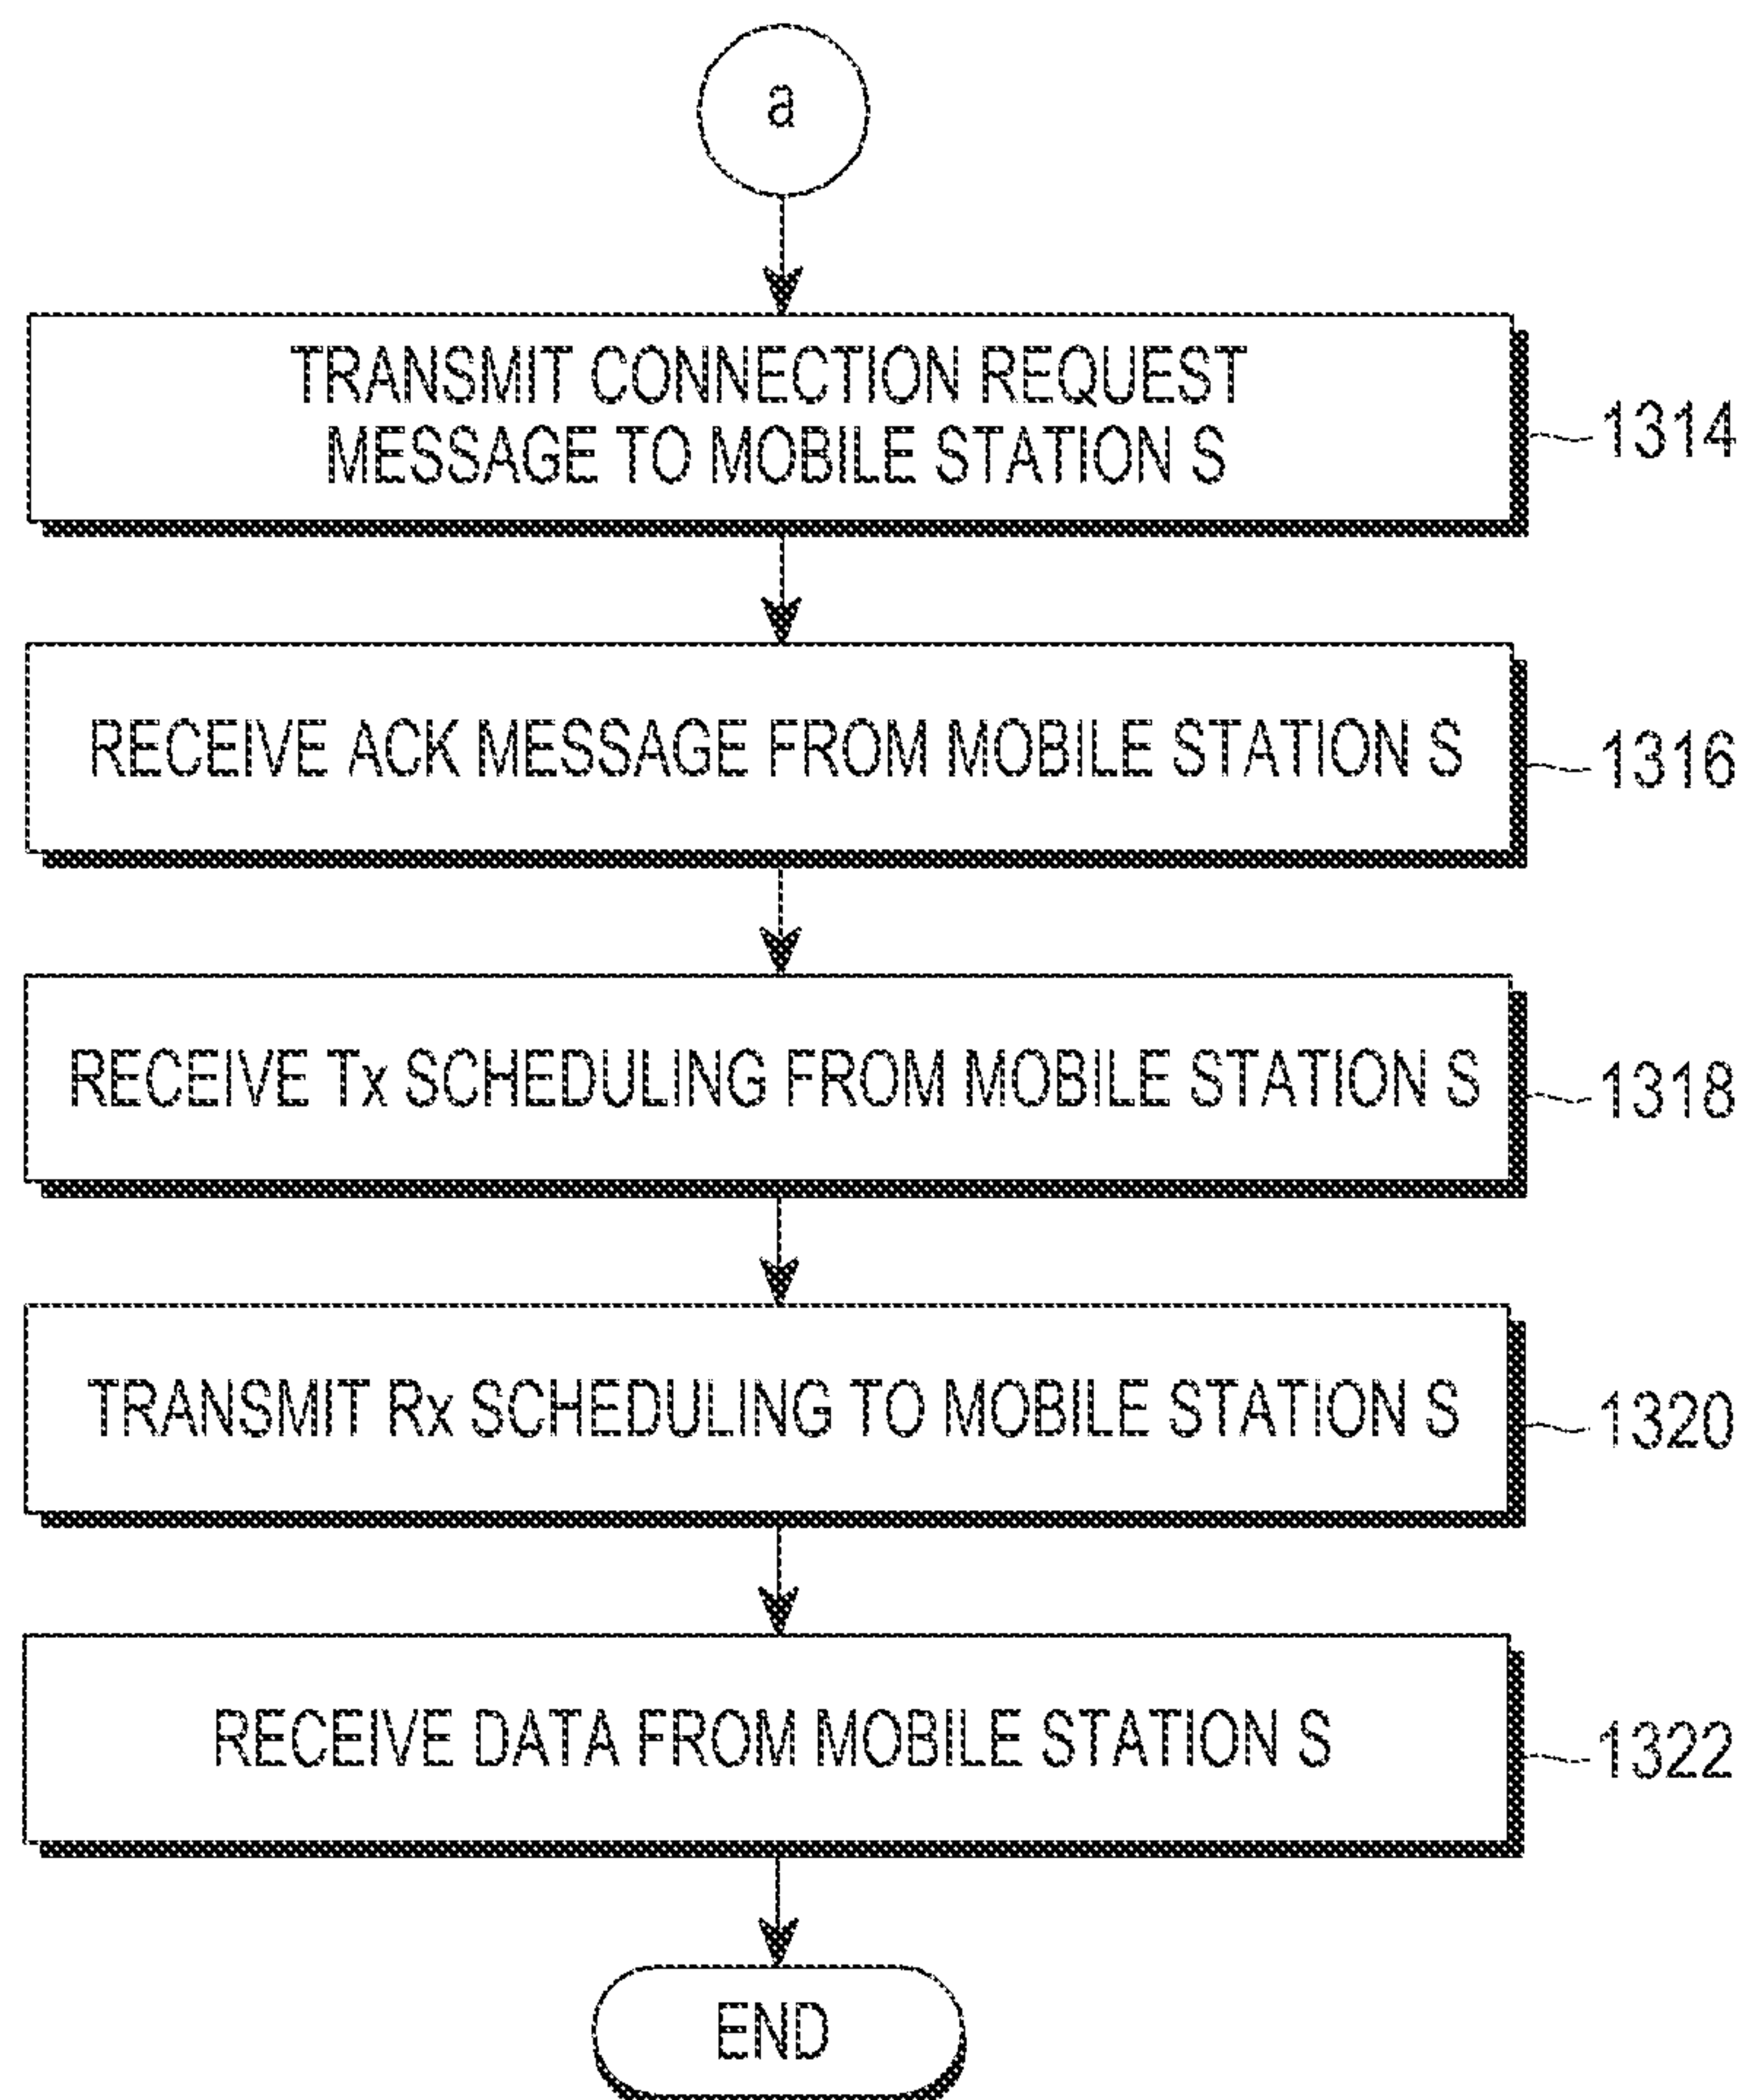 a
TRANSMIT CONNECTION REQUEST
MESSAGE TO MOBILE STATION S
1314
RECEIVE ACK MESSAGE FROM MOBILE STATION S
1316
RECEIVE Tx SCHEDULING FROM MOBILE STATION S
1318
TRANSMIT Rx SCHEDULING TO MOBILE STATION S
1320
RECEIVE DATA FROM MOBILE STATION S
1322
END